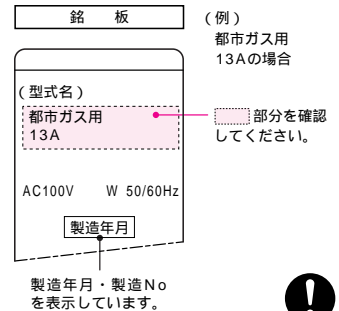 銘 板
(例)
都市ガス用
13Aの場合
(型式名)
都市ガス用
13A
部分を確認
してください。
AC100V W 50/60Hz
製造年月
製造年月・製造No
を表示しています。